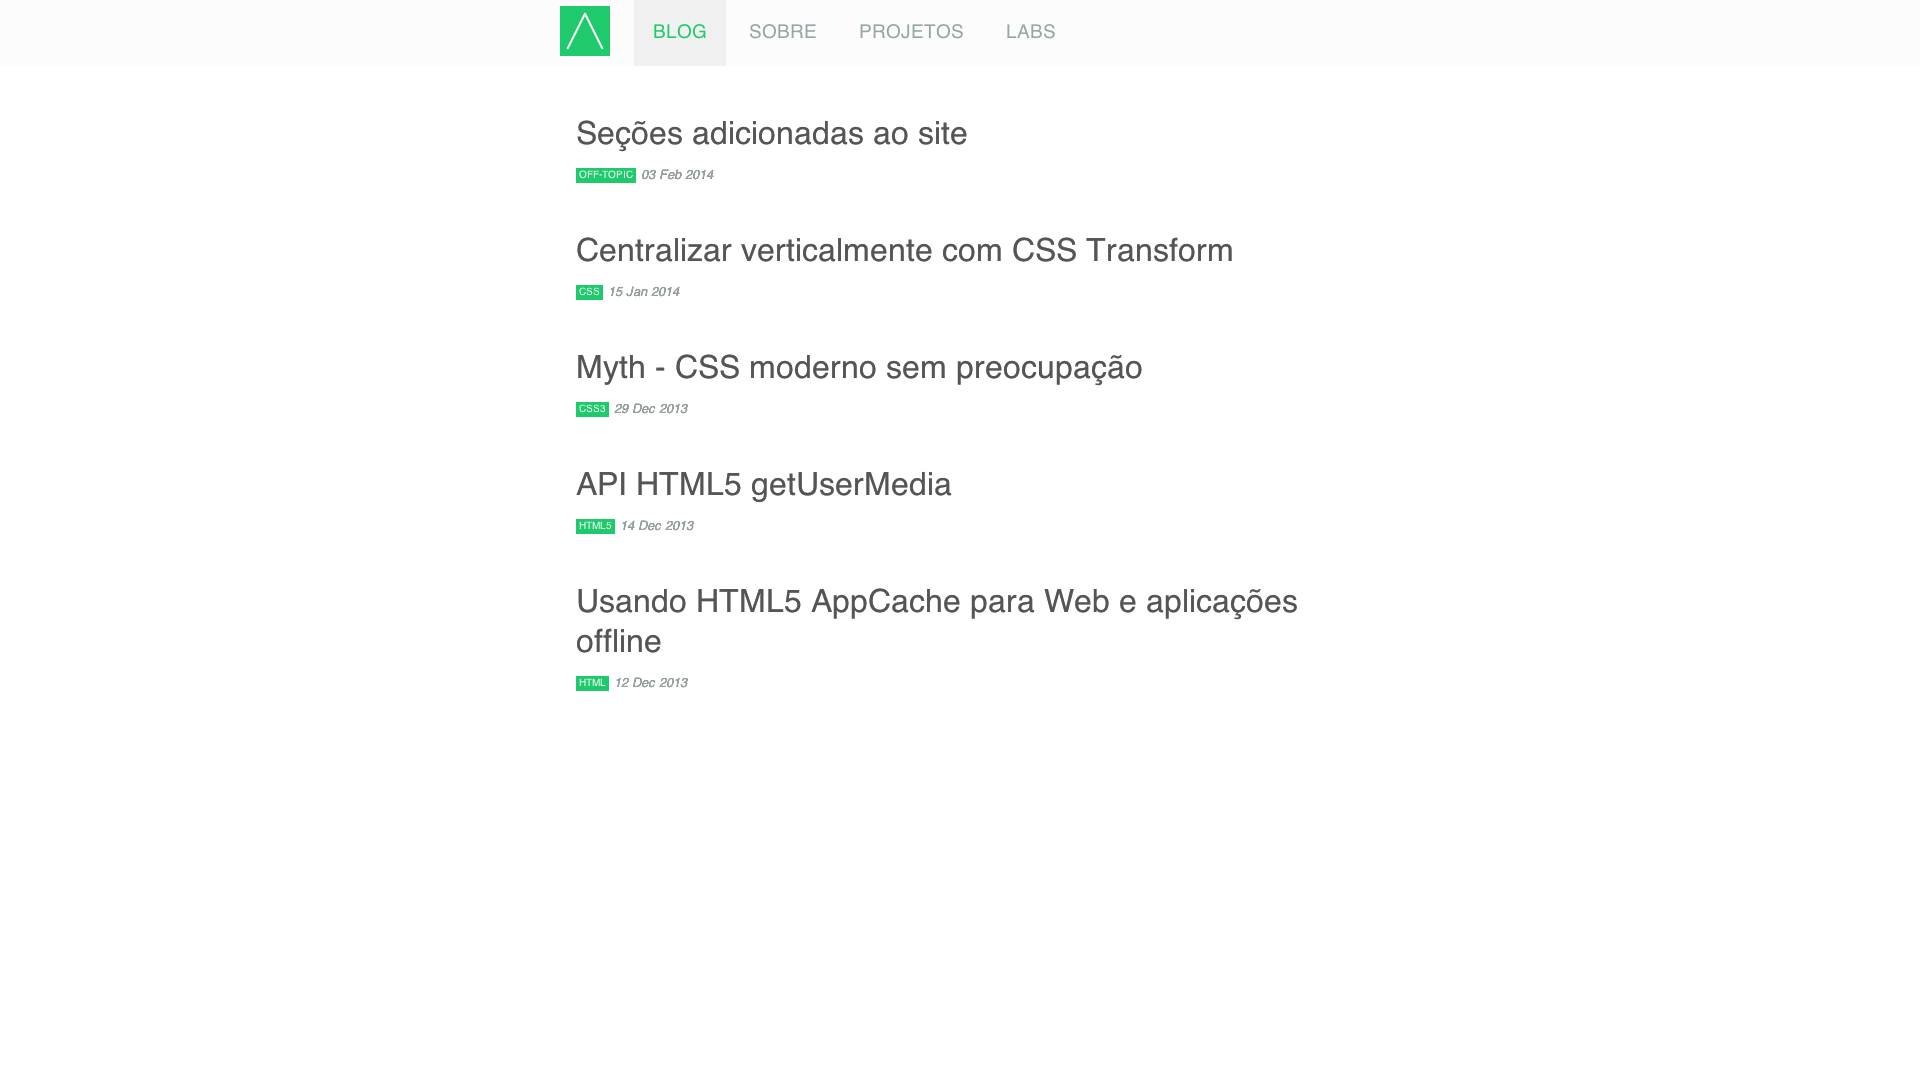 BLOG SOBRE PROJETOS LABS
Seções adicionadas ao site
OFF-TOPIC 03 Feb 2014
Centralizar verticalmente com CSS Transform
CSS 15 Jan 2014
Myth - CSS moderno sem preocupação
CSS3 29 Dec 2013
API HTML5 getUserMedia
HTML5 14 Dec 2013
Usando HTML5 AppCache para Web e aplicações
offline
HTML 12 Dec 2013